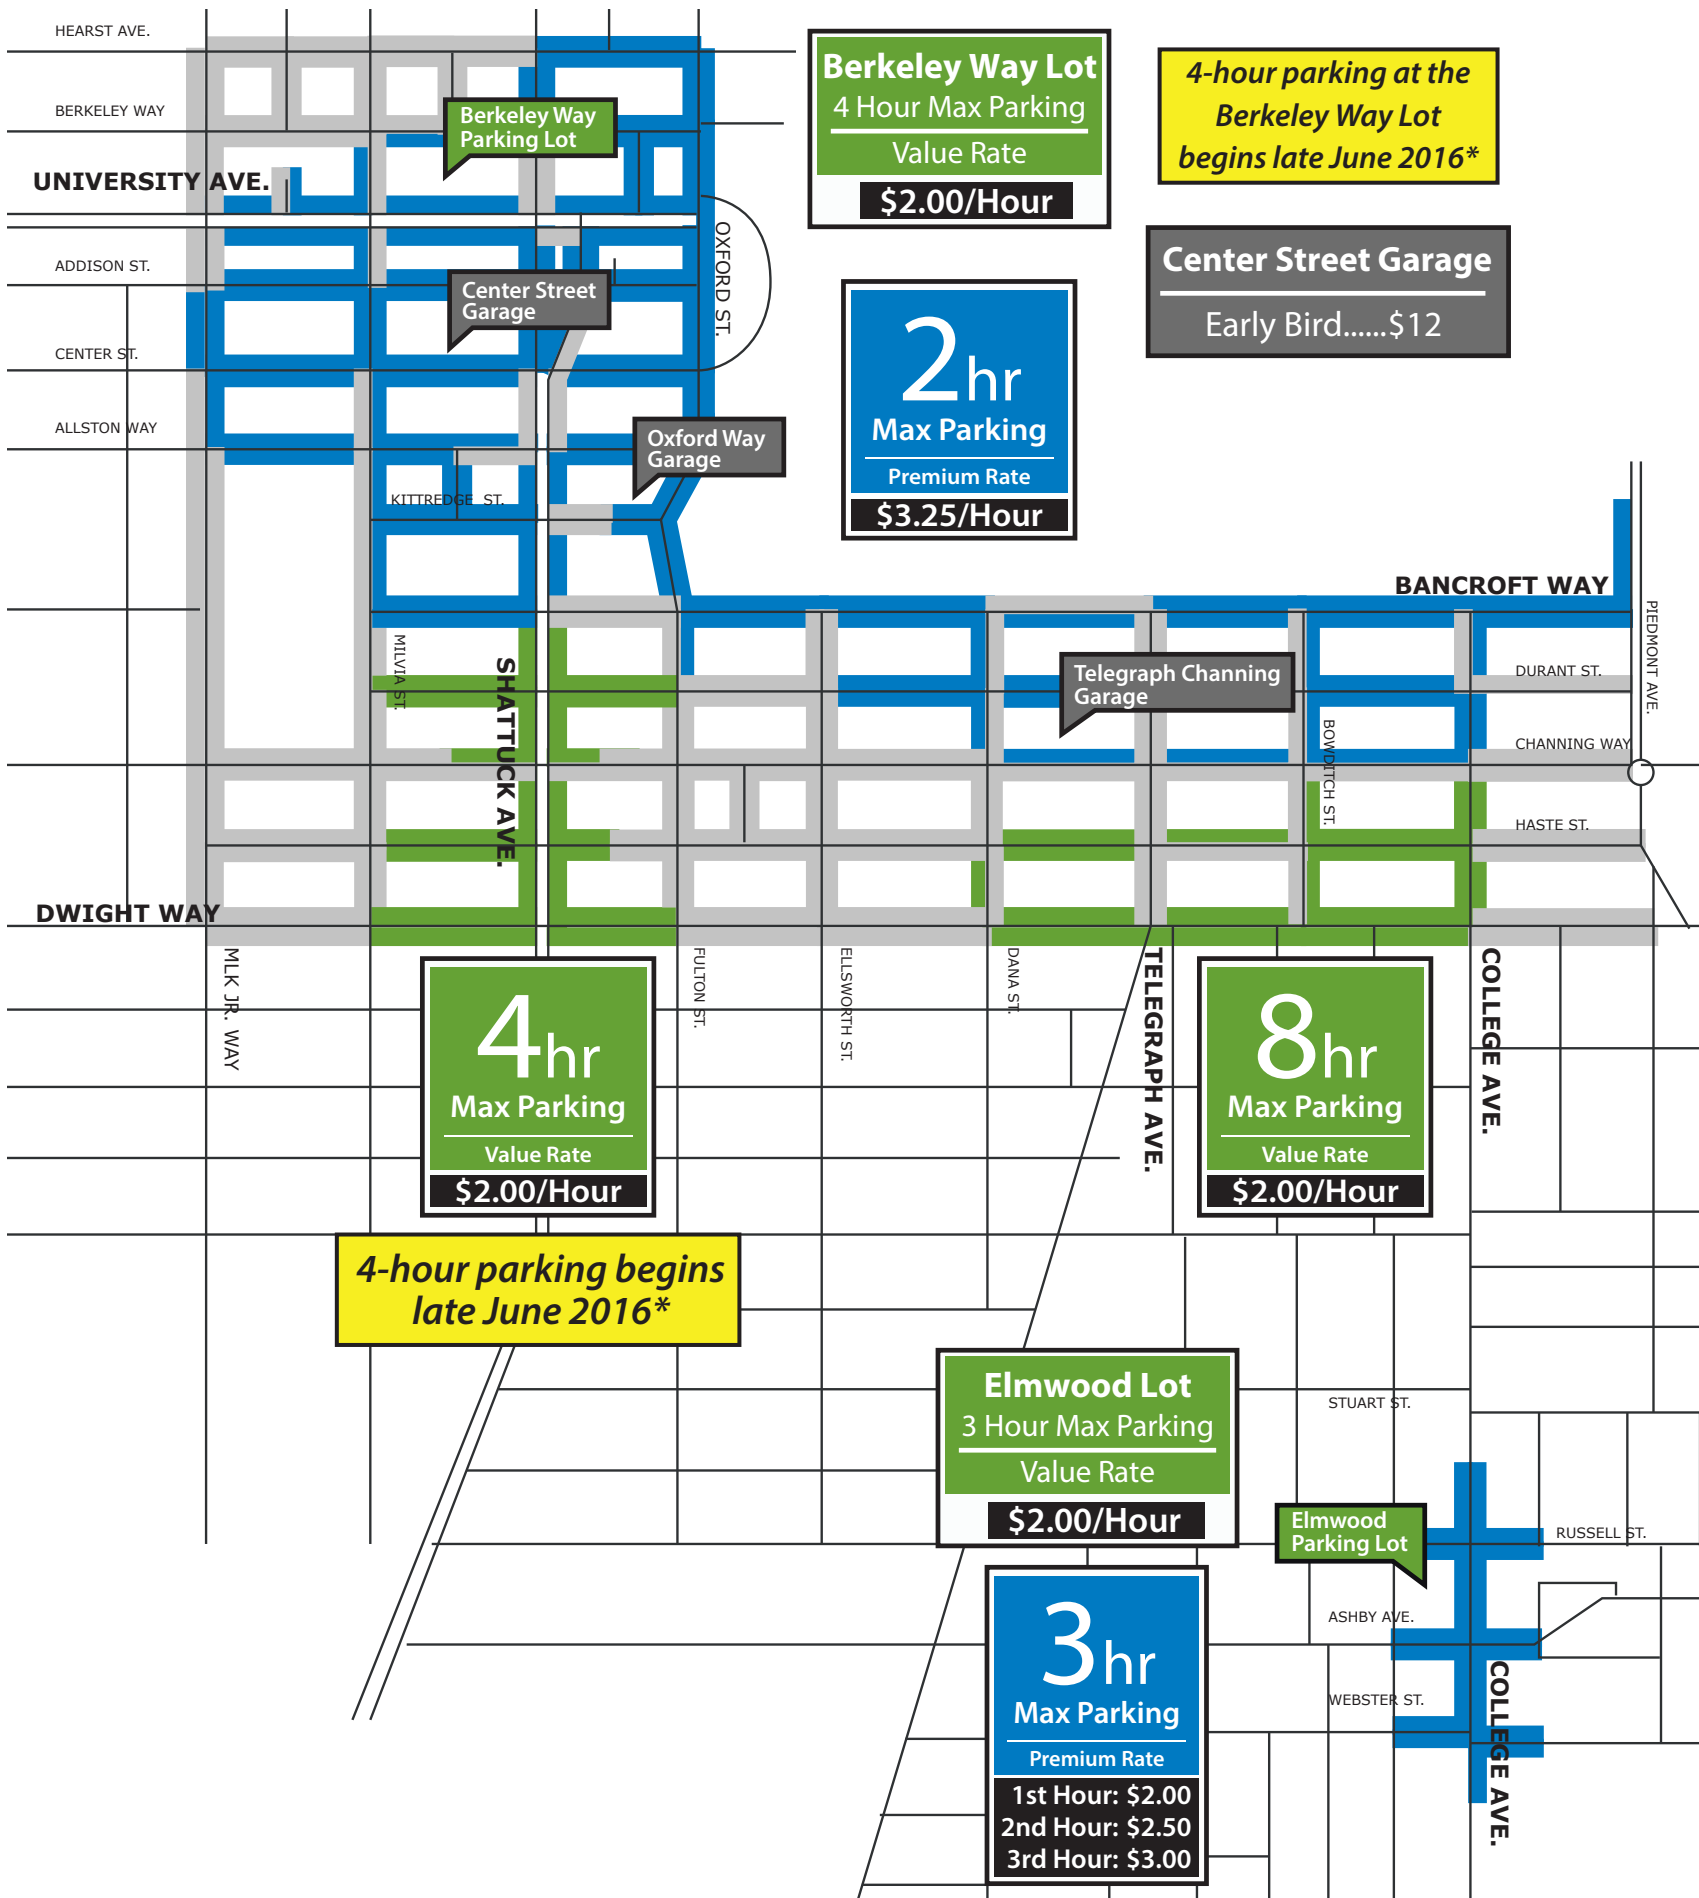 HEARST AVE.
Berkeley Way Lot
4 Hour Max Parking
Value Rate
$2.00/Hour
4-hour parking at the
Berkeley Way Lot
begins late June 2016*
BERKELEY WAY
Berkeley Way
Parking Lot
UNIVERSITY AVE.
OXFORD ST.
Center Street Garage
Early Bird......$12
ADDISON ST.
Center Street
Garage
2hr
Max Parking
Premium Rate
$3.25/Hour
CENTER ST.
ALLSTON WAY
Oxford Way
Garage
KITTREDGE ST.
BANCROFT WAY
PIEDMONT AVE.
MILVIA ST.
SHATTUCK AVE.
Telegraph Channing
Garage
DURANT ST.
BOWDITCH ST.
CHANNING WAY
HASTE ST.
DWIGHT WAY
MLK JR. WAY
4hr
Max Parking
Value Rate
$2.00/Hour
FULTON ST.
ELLSWORTH ST.
DANA ST.
TELEGRAPH AVE.
8hr
Max Parking
Value Rate
$2.00/Hour
COLLEGE AVE.
4-hour parking begins
late June 2016*
Elmwood Lot
3 Hour Max Parking
Value Rate
$2.00/Hour
STUART ST.
Elmwood
Parking Lot
RUSSELL ST.
3hr
Max Parking
Premium Rate
1st Hour: $2.00
2nd Hour: $2.50
3rd Hour: $3.00
ASHBY AVE.
WEBSTER ST.
COLLEGE AVE.